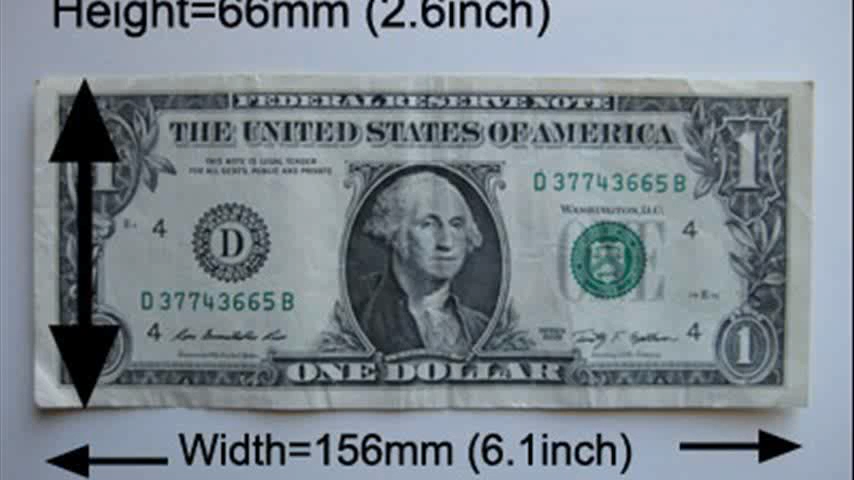 Height=66mm (2.6inch)
FEDERAL RESERVE NOTE
THE UNITED STATES OF AMERICA
THIS NOTE IS LEGAL TENDER
FOR ALL DEBTS, PUBLIC AND PRIVATE
D 37743665 B
1
1
WASHINGTON, D.C.
4
4
D
ONE
D 37743665 B
4
4
1
ONE DOLLAR
Width=156mm (6.1inch)